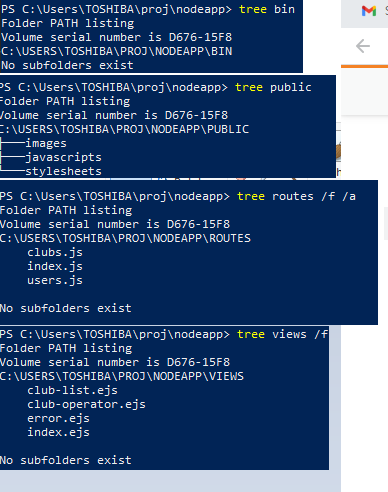 PS C:\Users\TOSHIBA\proj\nodeapp> tree bin
Folder PATH listing
Volume serial number is D676-15F8
C:\USERS\TOSHIBA\PROJ\NODEAPP\BIN
No subfolders exist
PS C:\Users\TOSHIBA\proj\nodeapp> tree public
Folder PATH listing
Volume serial number is D676-15F8
C:\USERS\TOSHIBA\PROJ\NODEAPP\PUBLIC
├───images
├───javascripts
└───stylesheets
PS C:\Users\TOSHIBA\proj\nodeapp> tree routes /f /a
Folder PATH listing
Volume serial number is D676-15F8
C:\USERS\TOSHIBA\PROJ\NODEAPP\ROUTES
    clubs.js
    index.js
    users.js
No subfolders exist
PS C:\Users\TOSHIBA\proj\nodeapp> tree views /f
Folder PATH listing
Volume serial number is D676-15F8
C:\USERS\TOSHIBA\PROJ\NODEAPP\VIEWS
    club-list.ejs
    club-operator.ejs
    error.ejs
    index.ejs
No subfolders exist